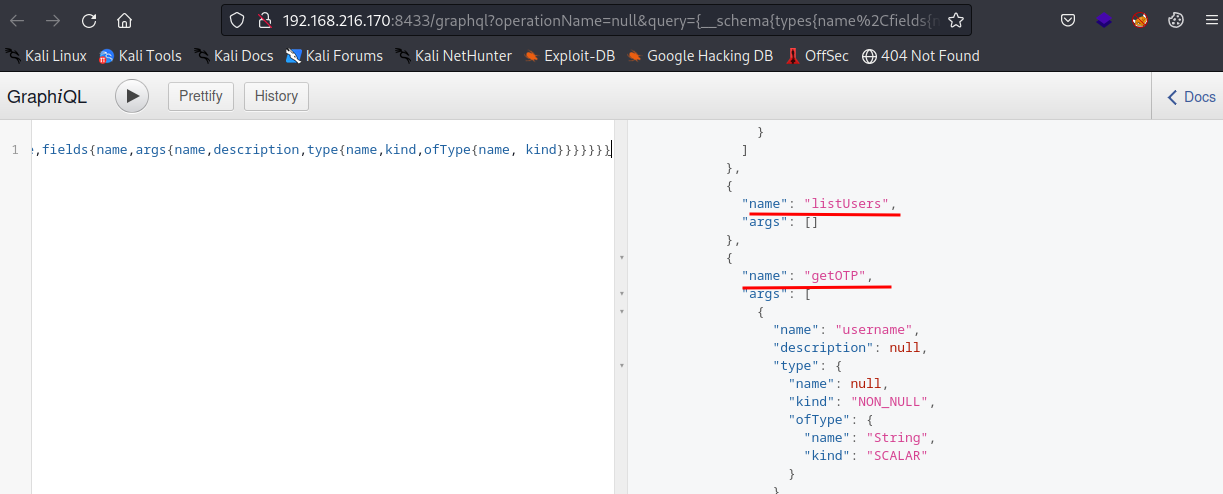 192.168.216.170:8433/graphql?operationName=null&query={__schema{types{name%2Cfields{n
Kali Linux Kali Tools Kali Docs Kali Forums Kali NetHunter Exploit-DB Google Hacking DB OffSec 404 Not Found
GraphiQL Prettify History Docs
1 ,fields{name,args{name,description,type{name,kind,ofType{name, kind}}}}}}}
}
]
},
{
"name": "listUsers",
"args": []
},
{
"name": "getOTP",
"args": [
{
"name": "username",
"description": null,
"type": {
"name": null,
"kind": "NON_NULL",
"ofType": {
"name": "String",
"kind": "SCALAR"
}
}